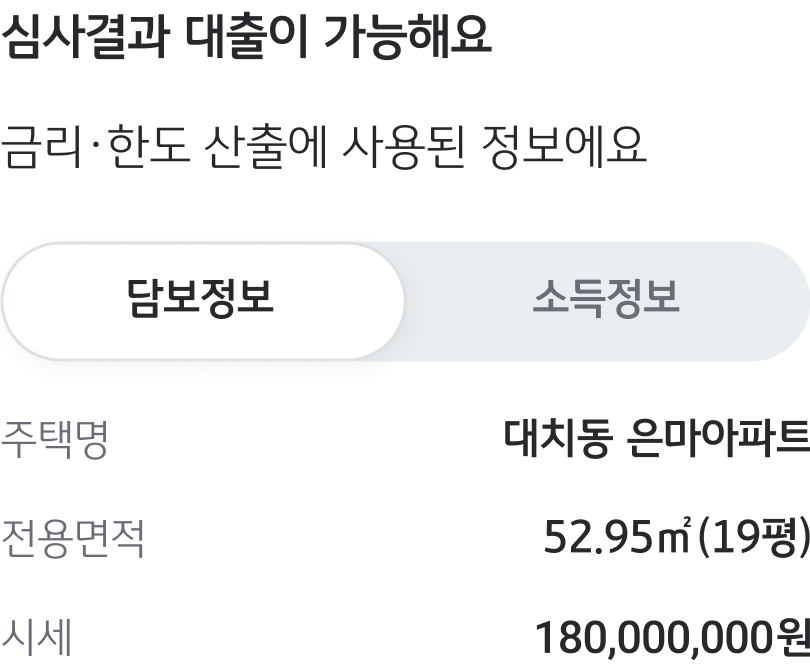 심사결과 대출이 가능해요
금리·한도 산출에 사용된 정보에요
담보정보 소득정보
주택명 대치동 은마아파트
전용면적 52.95㎡(19평)
시세 180,000,000원